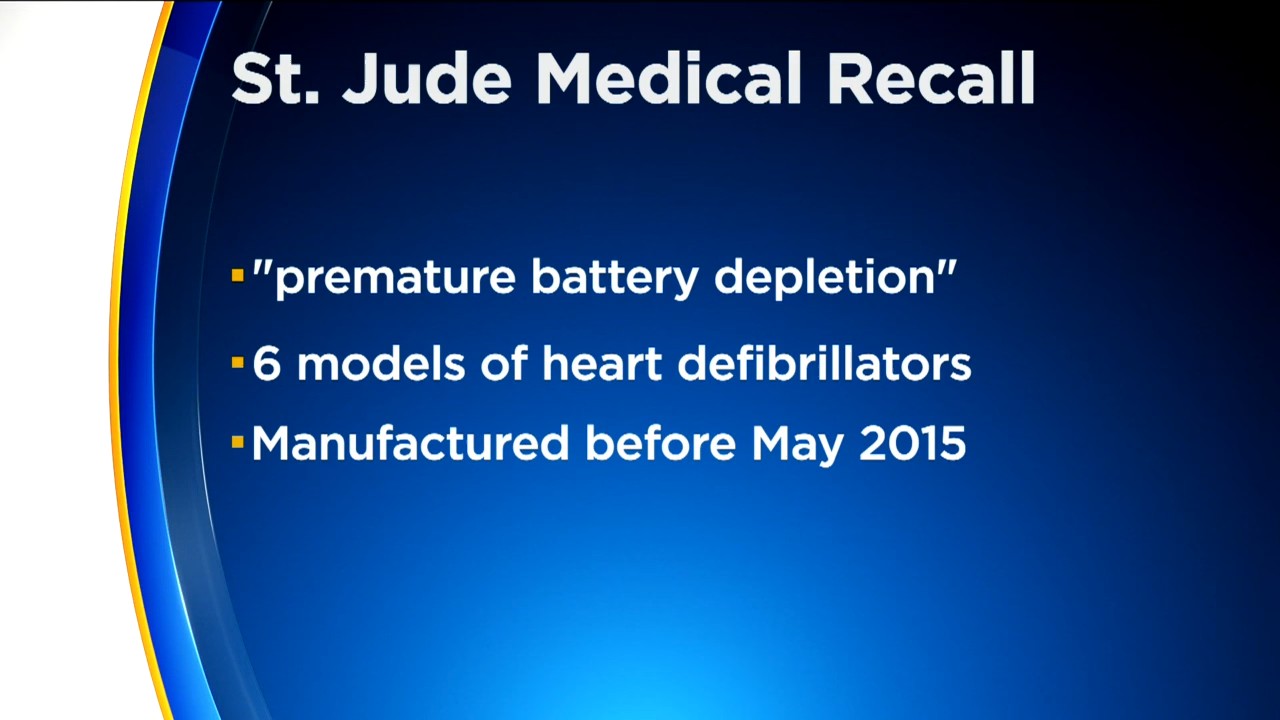 St. Jude Medical Recall
"premature battery depletion"
6 models of heart defibrillators
Manufactured before May 2015